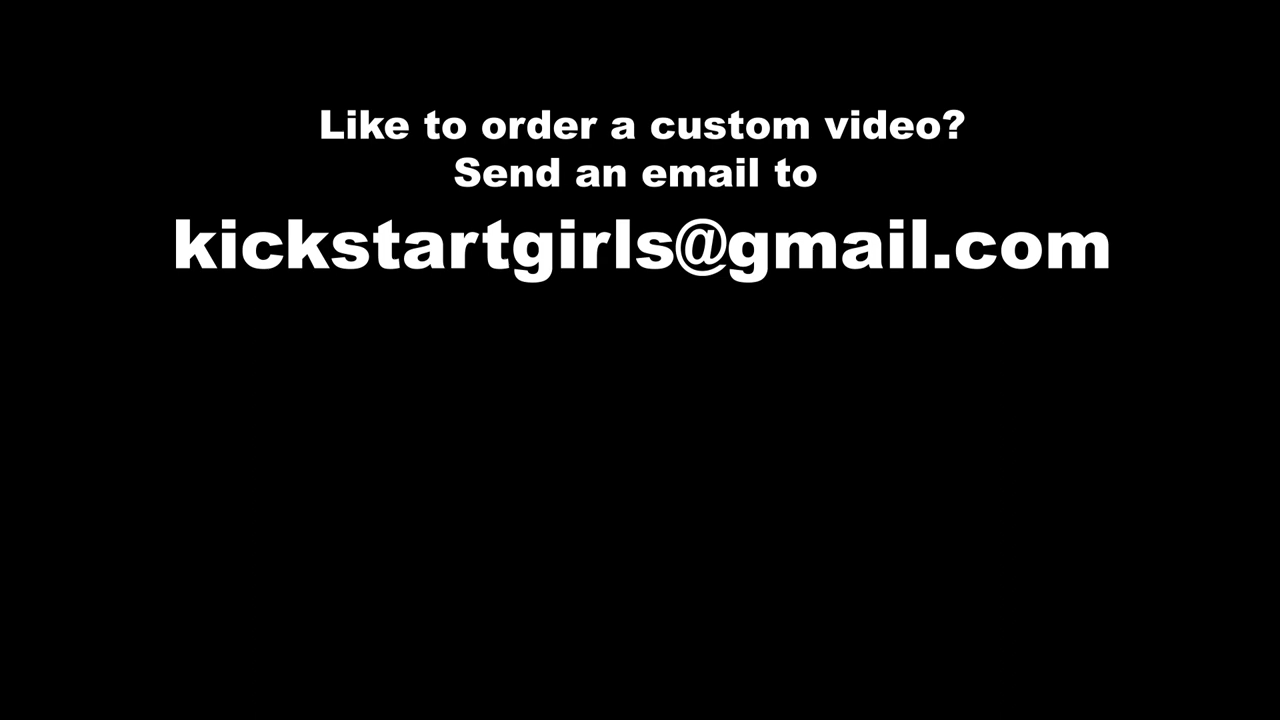 Like to order a custom video?
Send an email to
kickstartgirls@gmail.com